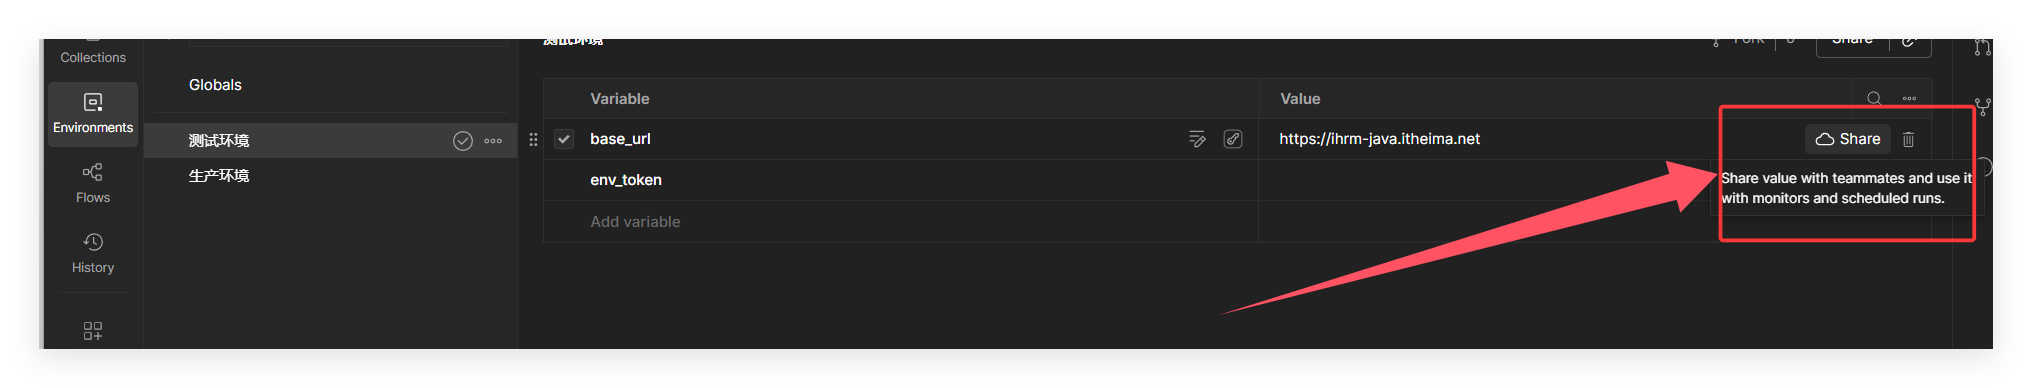 Collections
Environments
Flows
History
Globals
测试环境
生产环境
测试环境
Fork
0
Share
Variable
Value
base_url
https://ihrm-java.itheima.net
Share
env_token
Share value with teammates and use it
with monitors and scheduled runs.
Add variable